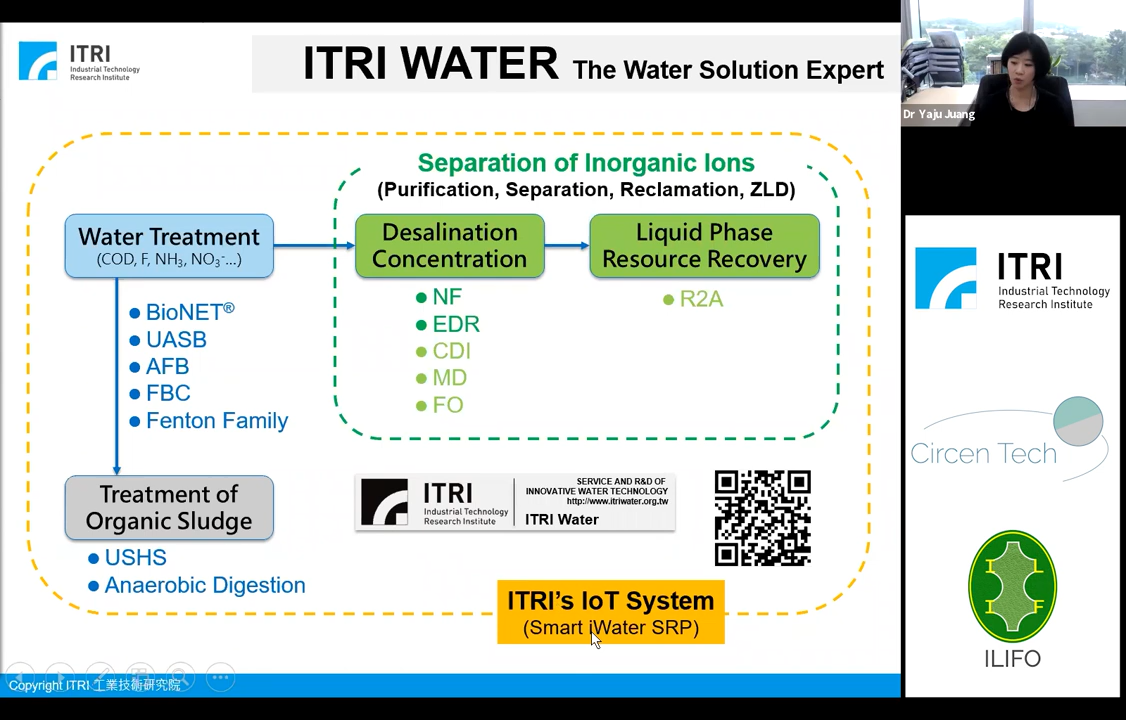 ITRI
Industrial Technology
Research Institute
ITRI WATER The Water Solution Expert
Dr Yaju Juang
Separation of Inorganic Ions
(Purification, Separation, Reclamation, ZLD)
Water Treatment
(COD, F, NH₃, NO₃⁻...)
● BioNET®
● UASB
● AFB
● FBC
● Fenton Family
Desalination
Concentration
● NF
● EDR
● CDI
● MD
● FO
Liquid Phase
Resource Recovery
● R2A
Treatment of
Organic Sludge
● USHS
● Anaerobic Digestion
ITRI
Industrial Technology
Research Institute
SERVICE AND R&D OF
INNOVATIVE WATER TECHNOLOGY
http://www.itriwater.org.tw
ITRI Water
ITRI's IoT System
(Smart iWater SRP)
Copyright ITRI 工業技術研究院
ITRI
Industrial Technology
Research Institute
Circen Tech
ILIFO